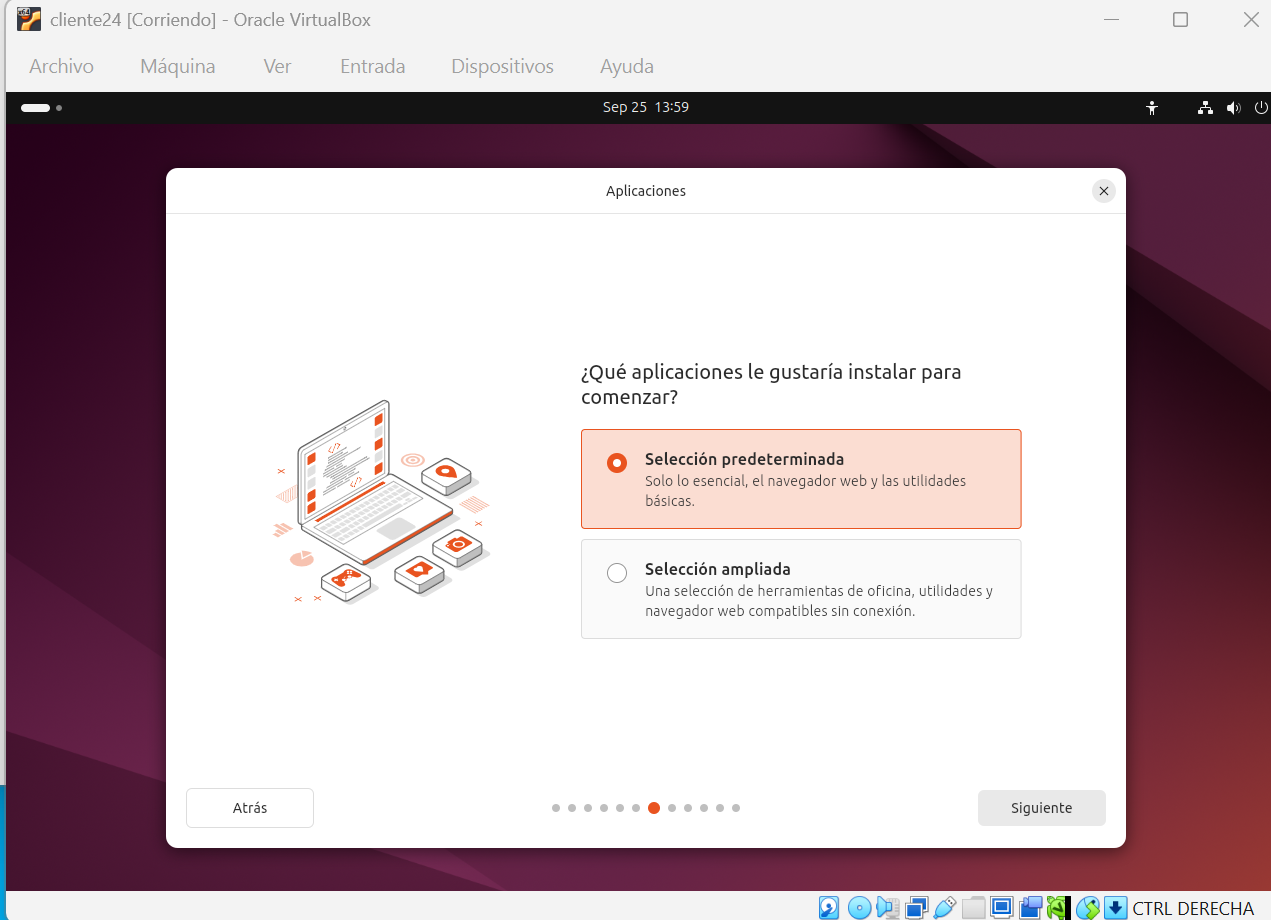 cliente24 [Corriendo] - Oracle VirtualBox
Archivo Máquina Ver Entrada Dispositivos Ayuda
Sep 25 13:59
Aplicaciones
¿Qué aplicaciones le gustaría instalar para
comenzar?
Selección predeterminada
Solo lo esencial, el navegador web y las utilidades
básicas.
Selección ampliada
Una selección de herramientas de oficina, utilidades y
navegador web compatibles sin conexión.
Atrás
Siguiente
CTRL DERECHA